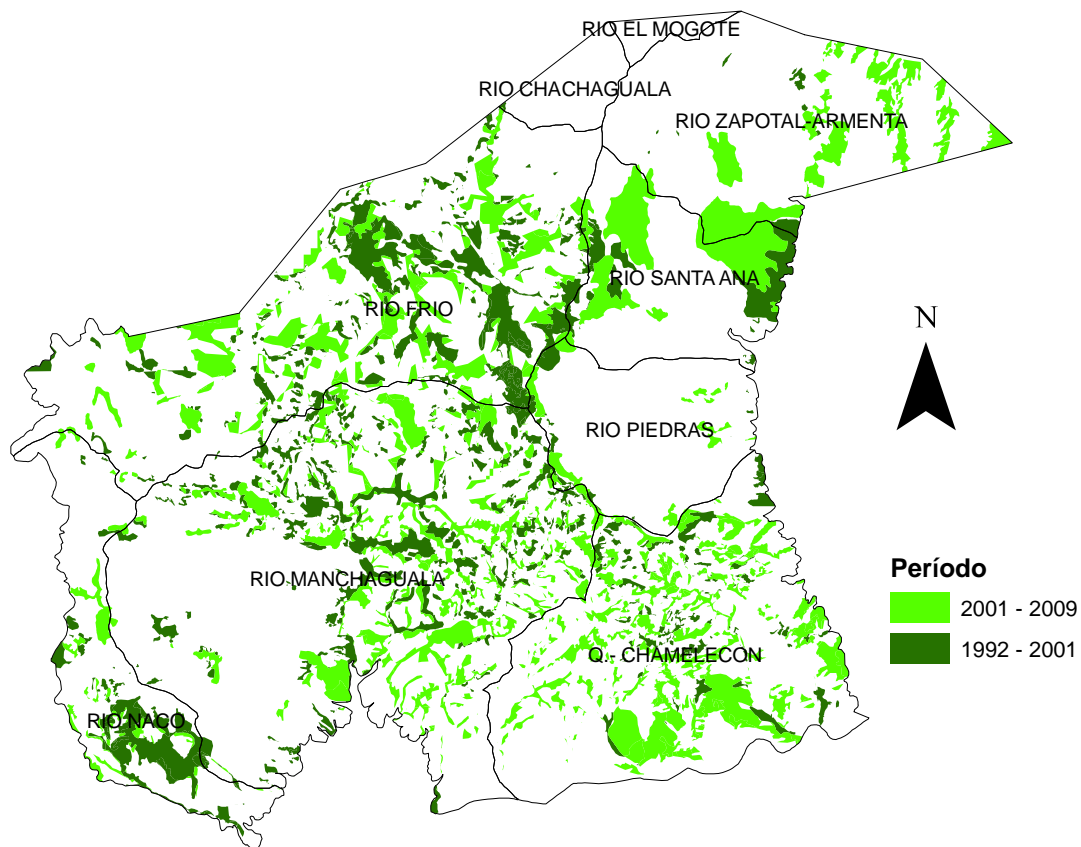 RIO EL MOGOTE
RIO CHACHAGUALA
RIO ZAPOTAL-ARMENTA
RIO SANTA ANA
RIO FRIO
N
RIO PIEDRAS
RIO MANCHAGUALA
Período
2001 - 2009
1992 - 2001
Q.- CHAMELECON
RIO NACO